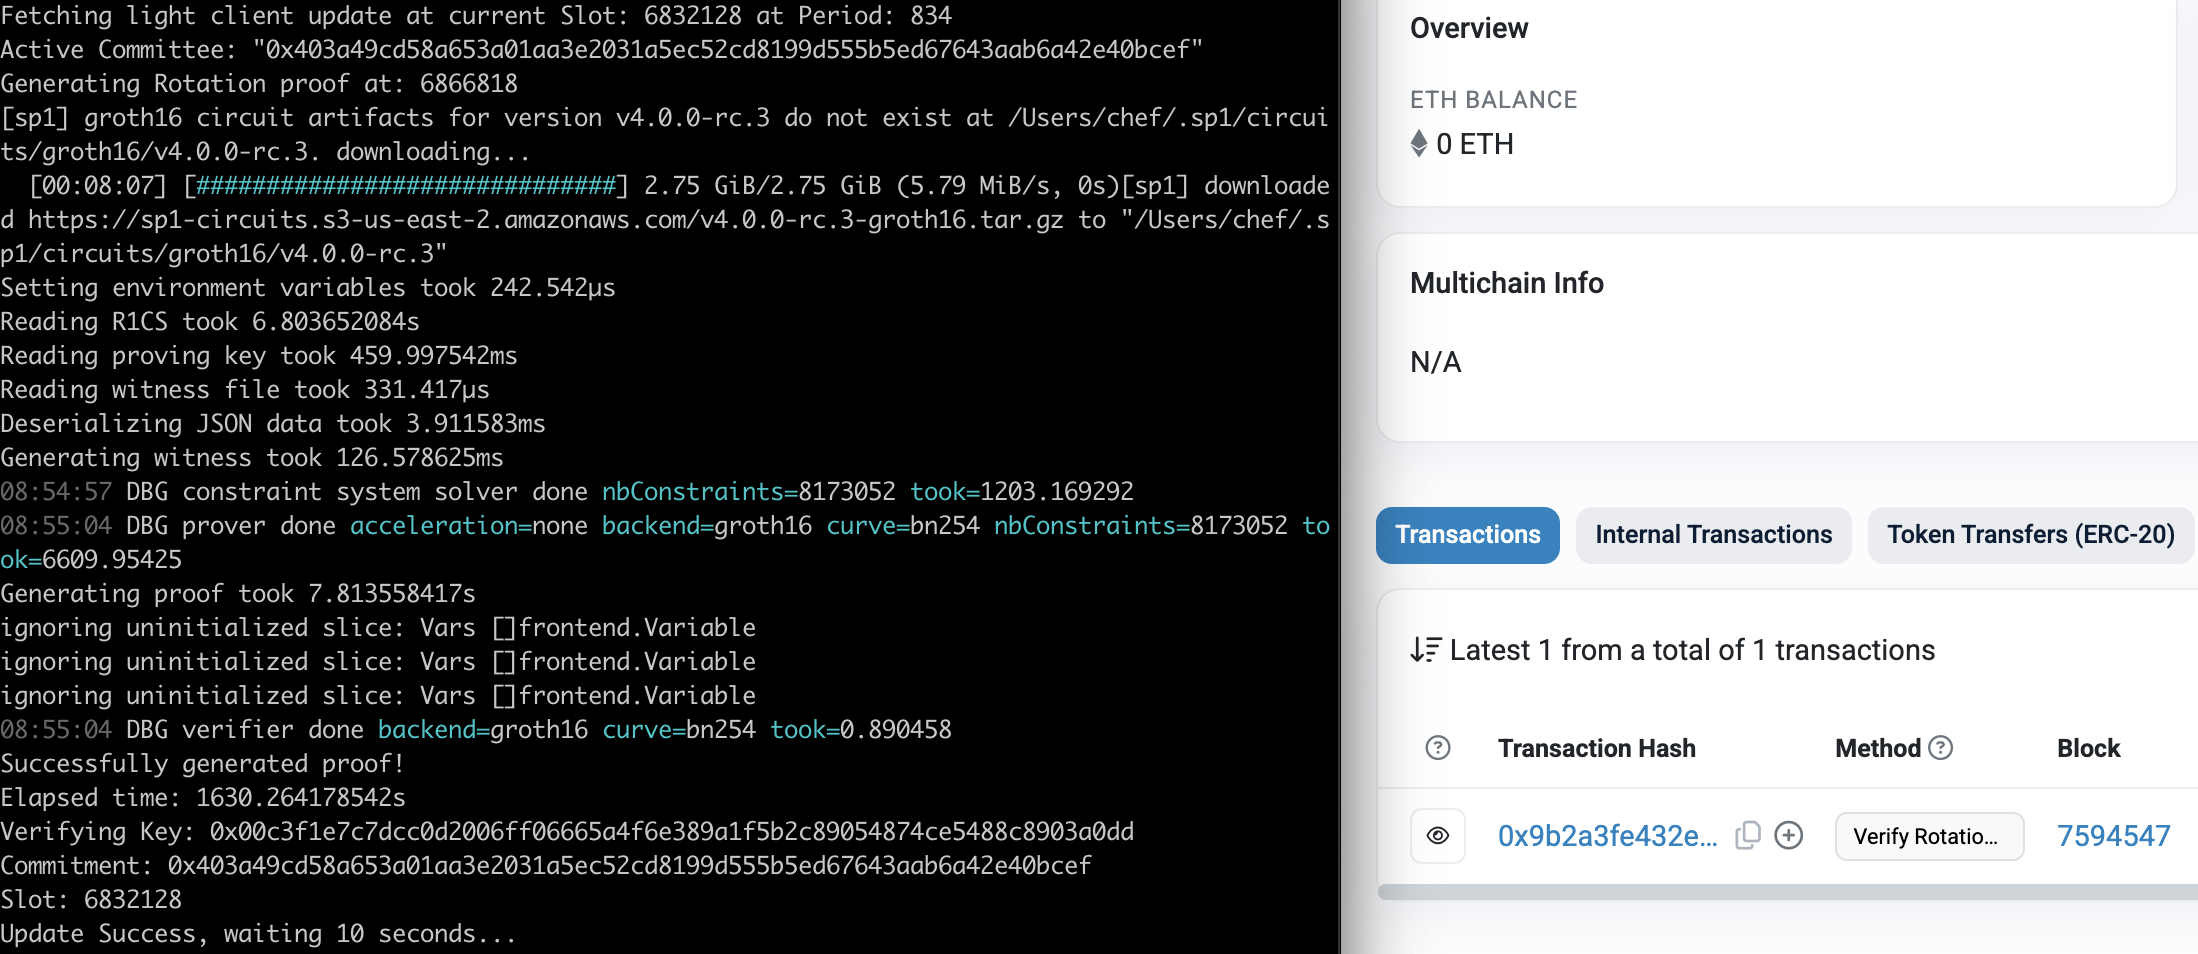 Fetching light client update at current Slot: 6832128 at Period: 834
Active Committee: "0x403a49cd58a653a01aa3e2031a5ec52cd8199d555b5ed67643aab6a42e40bcef"
Generating Rotation proof at: 6866818
[sp1] groth16 circuit artifacts for version v4.0.0-rc.3 do not exist at /Users/chef/.sp1/circui
ts/groth16/v4.0.0-rc.3. downloading...
[00:08:07] [##############################] 2.75 GiB/2.75 GiB (5.79 MiB/s, 0s)[sp1] downloade
d https://sp1-circuits.s3-us-east-2.amazonaws.com/v4.0.0-rc.3-groth16.tar.gz to "/Users/chef/.s
p1/circuits/groth16/v4.0.0-rc.3"
Setting environment variables took 242.542µs
Reading R1CS took 6.803652084s
Reading proving key took 459.997542ms
Reading witness file took 331.417µs
Deserializing JSON data took 3.911583ms
Generating witness took 126.578625ms
08:54:57 DBG constraint system solver done nbConstraints=8173052 took=1203.169292
08:55:04 DBG prover done acceleration=none backend=groth16 curve=bn254 nbConstraints=8173052 to
ok=6609.95425
Generating proof took 7.813558417s
ignoring uninitialized slice: Vars []frontend.Variable
ignoring uninitialized slice: Vars []frontend.Variable
ignoring uninitialized slice: Vars []frontend.Variable
08:55:04 DBG verifier done backend=groth16 curve=bn254 took=0.890458
Successfully generated proof!
Elapsed time: 1630.264178542s
Verifying Key: 0x00c3f1e7c7dcc0d2006ff06665a4f6e389a1f5b2c89054874ce5488c8903a0dd
Commitment: 0x403a49cd58a653a01aa3e2031a5ec52cd8199d555b5ed67643aab6a42e40bcef
Slot: 6832128
Update Success, waiting 10 seconds...
Overview
ETH BALANCE
0 ETH
Multichain Info
N/A
Transactions Internal Transactions Token Transfers (ERC-20)
Latest 1 from a total of 1 transactions
Transaction Hash Method Block
0x9b2a3fe432e... Verify Rotatio... 7594547